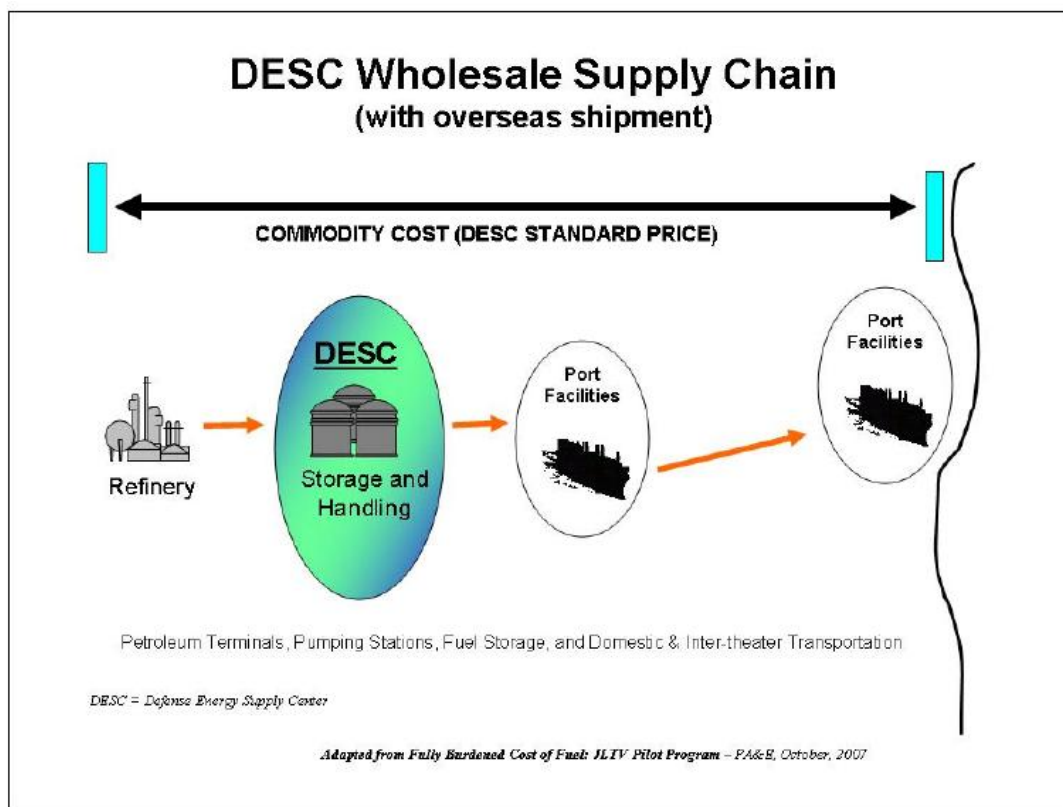 DESC Wholesale Supply Chain
(with overseas shipment)
COMMODITY COST (DESC STANDARD PRICE)
DESC
Storage and
Handling
Refinery
Port
Facilities
Port
Facilities
Petroleum Terminals, Pumping Stations, Fuel Storage, and Domestic & Inter-theater Transportation
DESC = Defense Energy Supply Center
Adapted from Fully Burdened Cost of Fuel: JLTV Pilot Program – PA&E, October, 2007